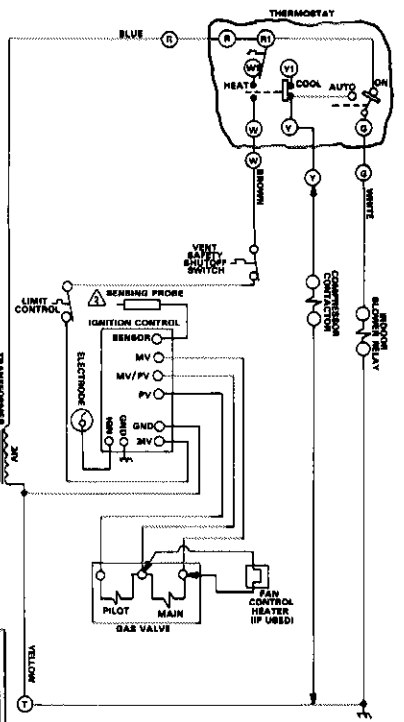 THERMOSTAT
BLUE
R
R
R1
W1
Y1
HEAT
COOL
AUTO
ON
W
Y
G
W
Y
G
BROWN
WHITE
VENT
SAFETY
SHUTOFF
SWITCH
COMPRESSOR
CONTACTOR
INDOOR
BLOWER RELAY
LIMIT
CONTROL
2
SENSING PROBE
IGNITION CONTROL
SENSOR
MV
MV/PV
PV
ELECTRODE
IGN
GND
GND
24V
TRANSFORMER
24V
PILOT
MAIN
GAS VALVE
FAN
CONTROL
HEATER
(IF USED)
YELLOW
T